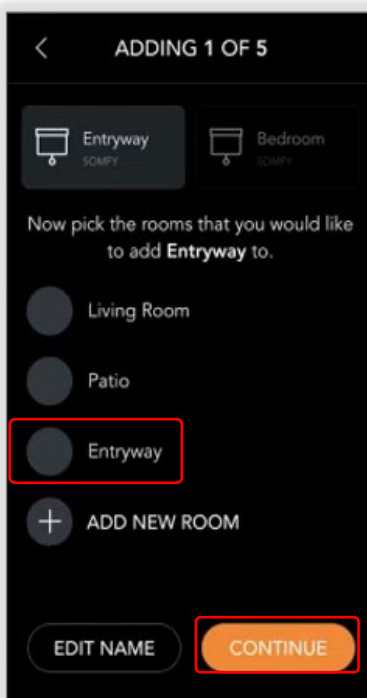 ADDING 1 OF 5
Entryway
SOMFY
Bedroom
SOMFY
Now pick the rooms that you would like
to add Entryway to.
Living Room
Patio
Entryway
ADD NEW ROOM
EDIT NAME
CONTINUE